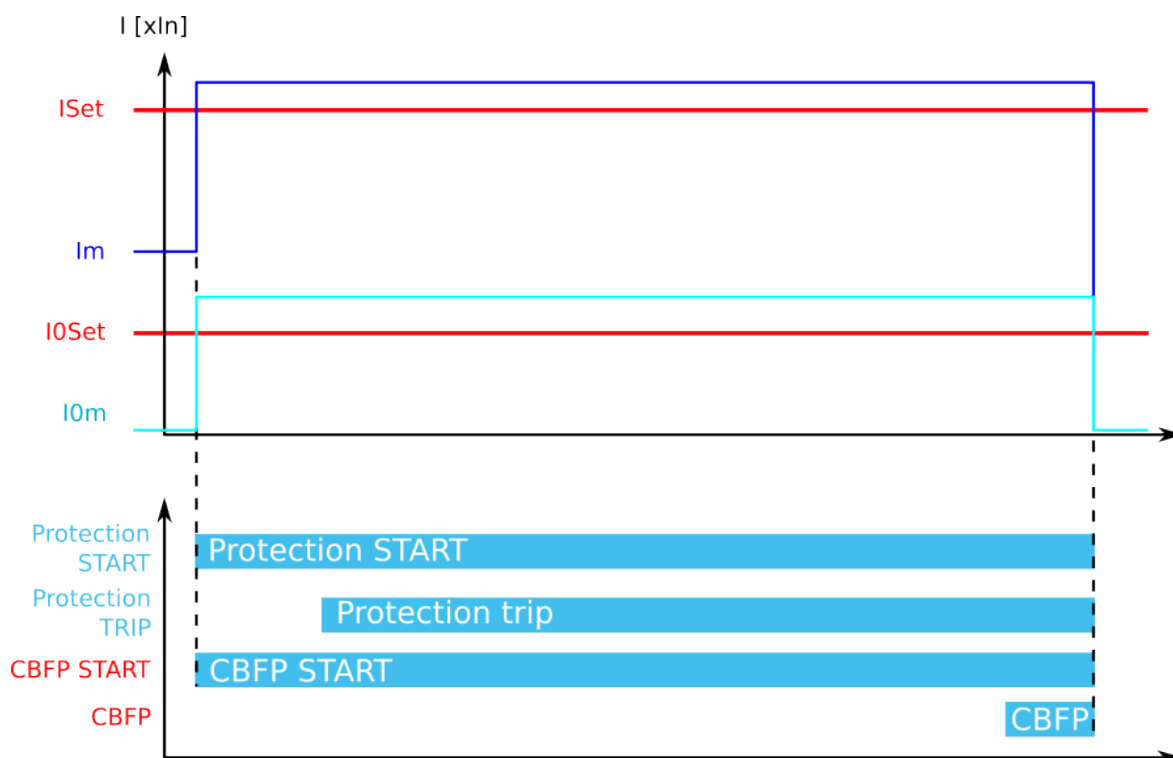 I [xIn]
ISet
Im
I0Set
I0m
Protection
START
Protection START
Protection
TRIP
Protection trip
CBFP START
CBFP START
CBFP
CBFP